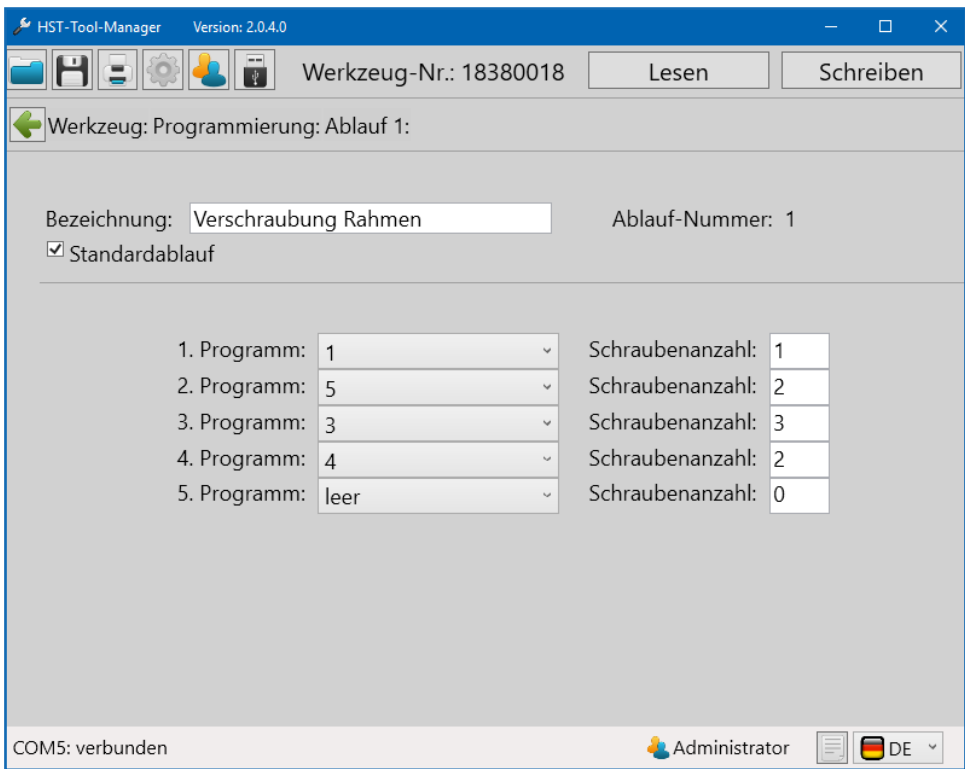 HST-Tool-Manager Version: 2.0.4.0
Werkzeug-Nr.: 18380018 Lesen Schreiben
Werkzeug: Programmierung: Ablauf 1:
Bezeichnung: Verschraubung Rahmen Ablauf-Nummer: 1
Standardablauf
1. Programm: 1 Schraubenanzahl: 1
2. Programm: 5 Schraubenanzahl: 2
3. Programm: 3 Schraubenanzahl: 3
4. Programm: 4 Schraubenanzahl: 2
5. Programm: leer Schraubenanzahl: 0
COM5: verbunden Administrator DE